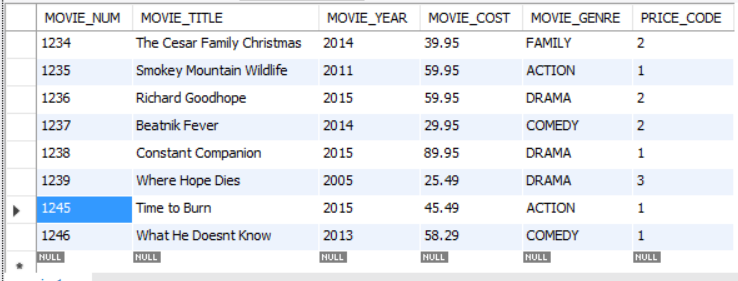 MOVIE_NUM MOVIE_TITLE MOVIE_YEAR MOVIE_COST MOVIE_GENRE PRICE_CODE
1234 The Cesar Family Christmas 2014 39.95 FAMILY 2
1235 Smokey Mountain Wildlife 2011 59.95 ACTION 1
1236 Richard Goodhope 2015 59.95 DRAMA 2
1237 Beatnik Fever 2014 29.95 COMEDY 2
1238 Constant Companion 2015 89.95 DRAMA 1
1239 Where Hope Dies 2005 25.49 DRAMA 3
1245 Time to Burn 2015 45.49 ACTION 1
1246 What He Doesnt Know 2013 58.29 COMEDY 1
* NULL NULL NULL NULL NULL NULL